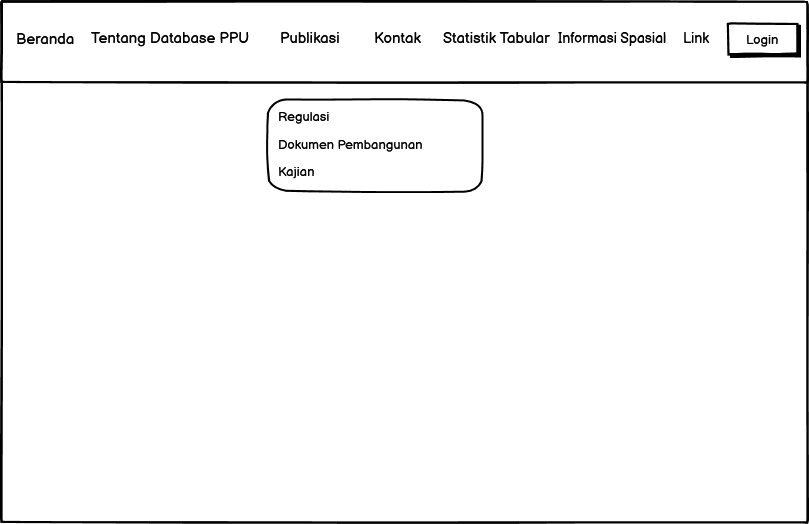 Beranda Tentang Database PPU Publikasi Kontak Statistik Tabular Informasi Spasial Link Login
Regulasi
Dokumen Pembangunan
Kajian